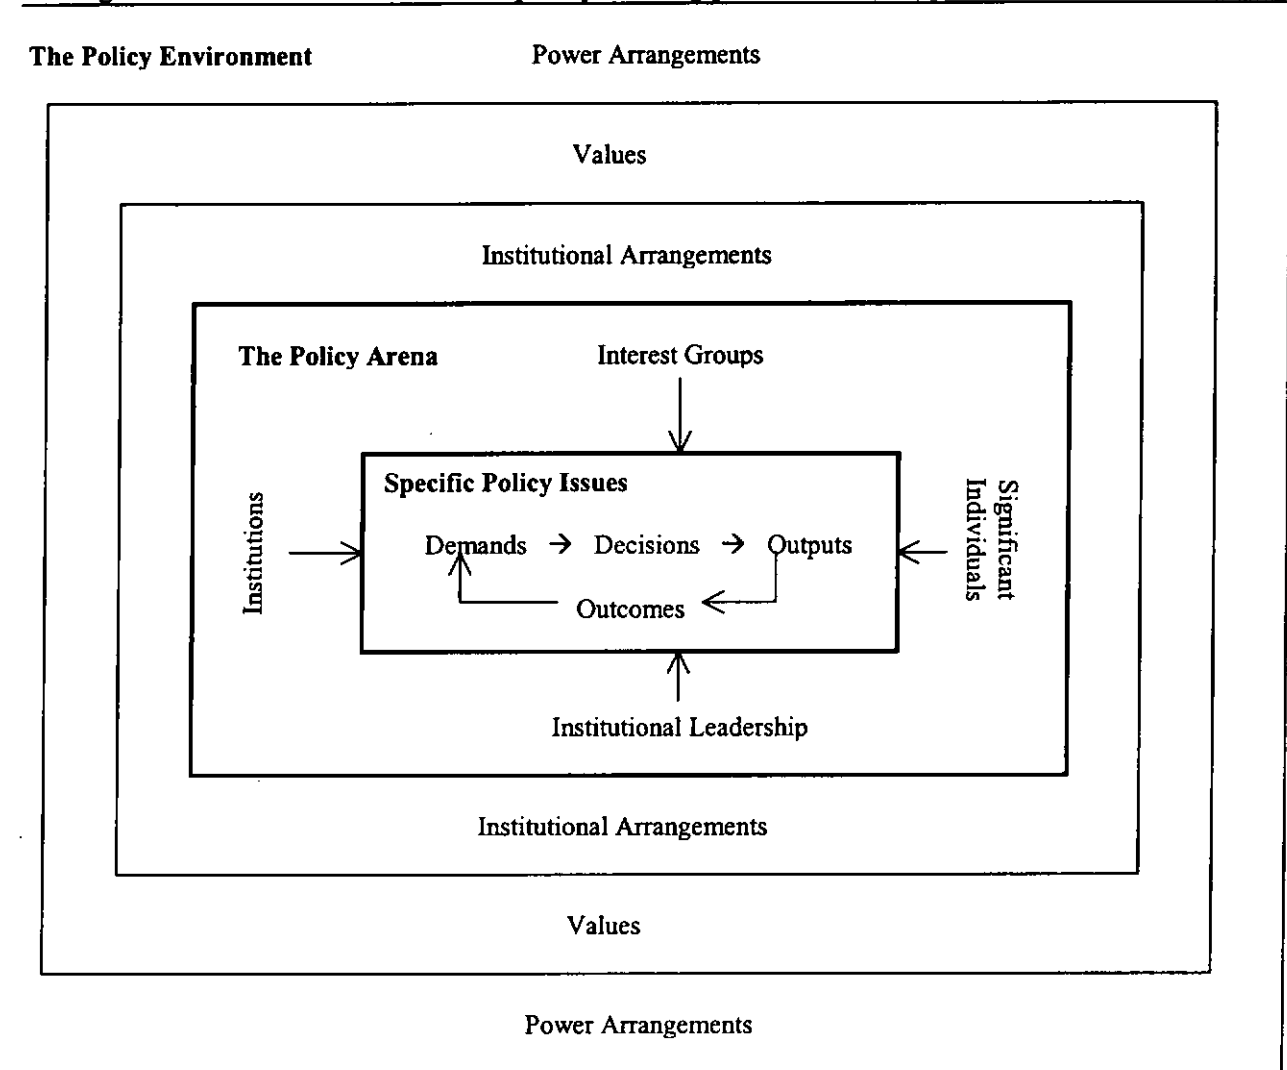 The Policy Environment
Power Arrangements
Values
Institutional Arrangements
The Policy Arena
Interest Groups
Institutions
Specific Policy Issues
Demands → Decisions → Outputs
Outcomes
Significant
Individuals
Institutional Leadership
Institutional Arrangements
Values
Power Arrangements